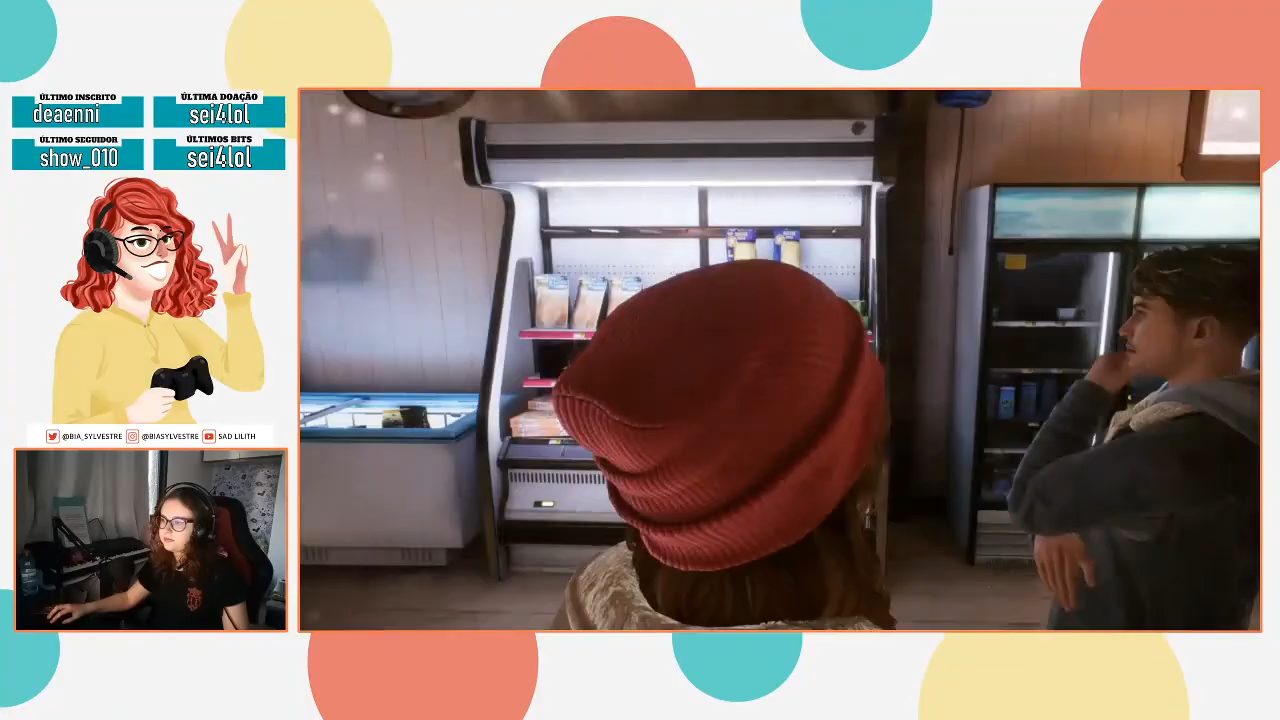 ÚLTIMO INSCRITO
deaenni
ÚLTIMA DOAÇÃO
sei4lol
ÚLTIMO SEGUIDOR
show_010
ÚLTIMOS BITS
sei4lol
@BIA_SYLVESTRE @BIASYLVESTRE SAD LILITH